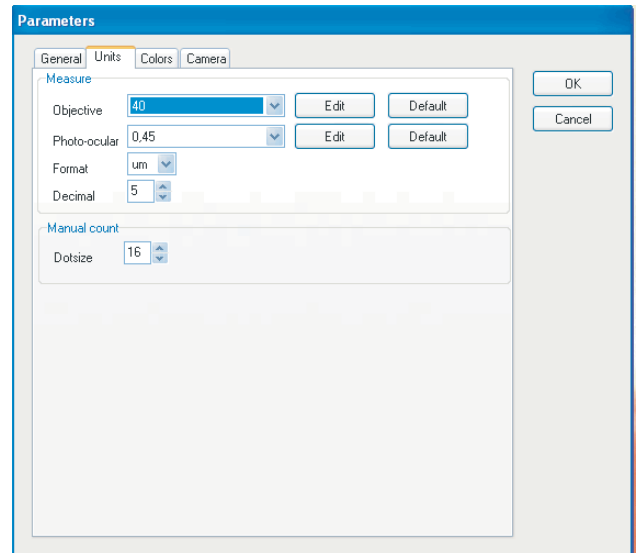 Parameters
General Units Colors Camera
Measure
OK
Objective 40 Edit Default
Cancel
Photo-ocular 0,45 Edit Default
Format um
Decimal 5
Manual count
Dotsize 16